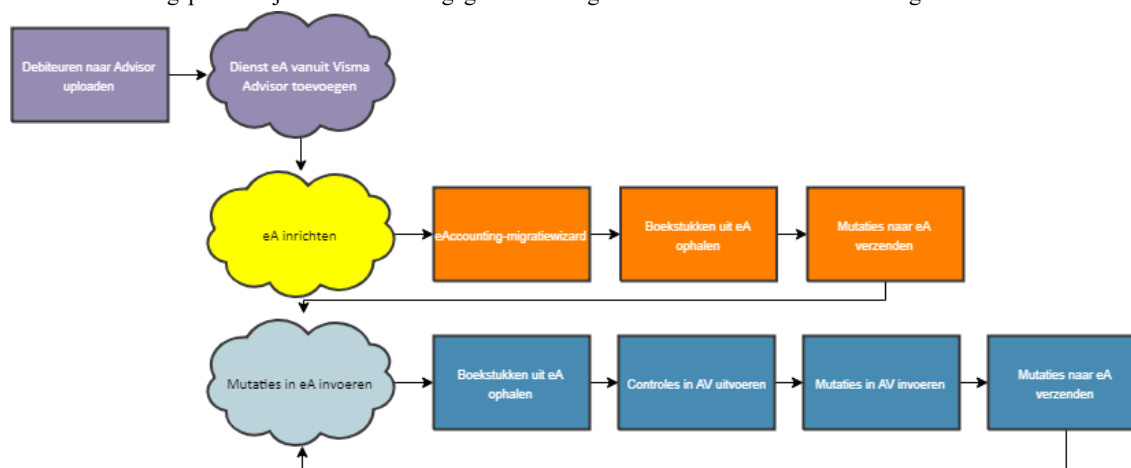 Debiteuren naar Advisor
uploaden
Dienst eA vanuit Visma
Advisor toevoegen
eA inrichten
eAccounting-migratiewizard
Boekstukken uit eA
ophalen
Mutaties naar eA
verzenden
Mutaties in eA invoeren
Boekstukken uit eA
ophalen
Controles in AV uitvoeren
Mutaties in AV invoeren
Mutaties naar eA
verzenden